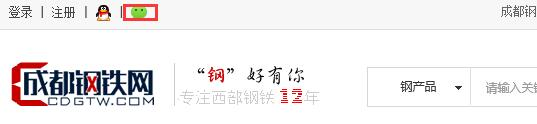 登录 | 注册 | |
成都钢
成都钢铁网
CDGTW.COM
“钢”好有你
专注西部钢铁 12年
钢产品
请输入关